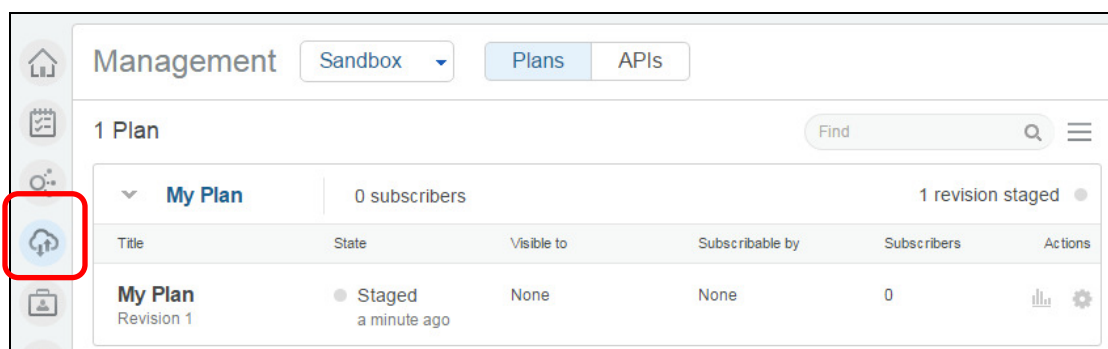 Management Sandbox Plans APIs
1 Plan Find
My Plan 0 subscribers 1 revision staged
Title State Visible to Subscribable by Subscribers Actions
My Plan Staged None None 0
Revision 1 a minute ago